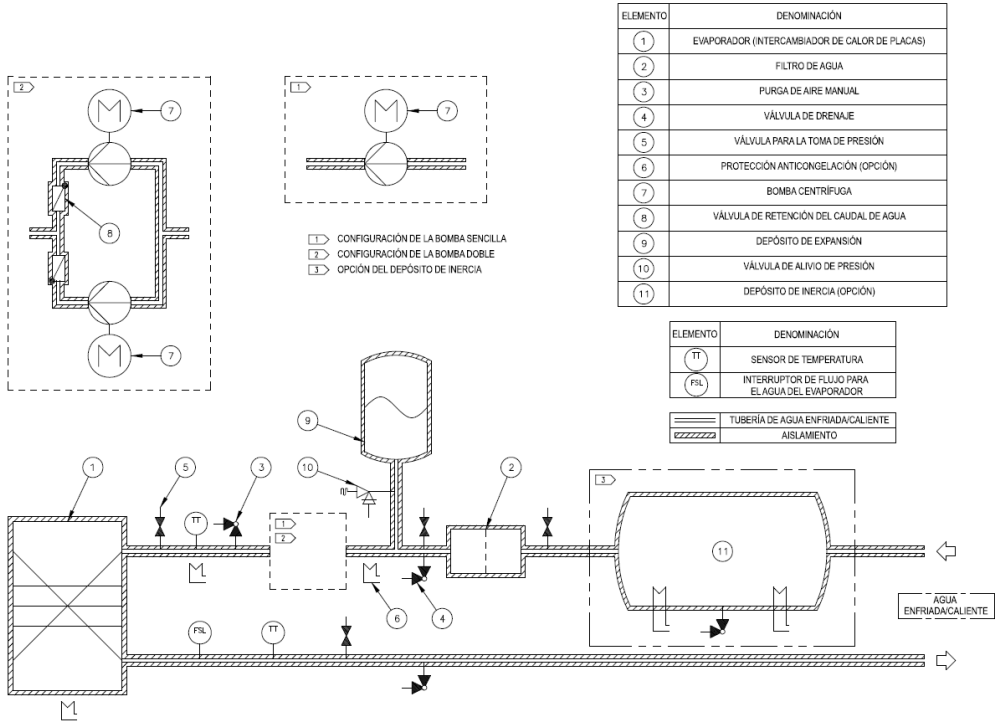 ELEMENTO DENOMINACIÓN
1 EVAPORADOR (INTERCAMBIADOR DE CALOR DE PLACAS)
2 FILTRO DE AGUA
3 PURGA DE AIRE MANUAL
4 VÁLVULA DE DRENAJE
5 VÁLVULA PARA LA TOMA DE PRESIÓN
6 PROTECCIÓN ANTICONGELACIÓN (OPCIÓN)
7 BOMBA CENTRÍFUGA
8 VÁLVULA DE RETENCIÓN DEL CAUDAL DE AGUA
9 DEPÓSITO DE EXPANSIÓN
10 VÁLVULA DE ALIVIO DE PRESIÓN
11 DEPÓSITO DE INERCIA (OPCIÓN)
ELEMENTO DENOMINACIÓN
TT SENSOR DE TEMPERATURA
FSL INTERRUPTOR DE FLUJO PARA
EL AGUA DEL EVAPORADOR
TUBERÍA DE AGUA ENFRIADA/CALIENTE
AISLAMIENTO
2
M 7
8
M 7
1
M 7
1 CONFIGURACIÓN DE LA BOMBA SENCILLA
2 CONFIGURACIÓN DE LA BOMBA DOBLE
3 OPCIÓN DEL DEPÓSITO DE INERCIA
9
1 5 3 10 2
3
TT
1
2
11
6 4
AGUA
ENFRIADA/CALIENTE
FSL TT